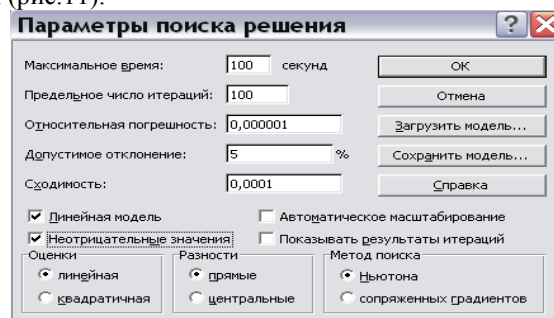 (рис.11).
Параметры поиска решения
Максимальное время: 100 секунд OK
Предельное число итераций: 100 Отмена
Относительная погрешность: 0,000001 Загрузить модель...
Допустимое отклонение: 5 % Сохранить модель...
Сходимость: 0,0001 Справка
Линейная модель Автоматическое масштабирование
Неотрицательные значения Показывать результаты итераций
Оценки Разности Метод поиска
линейная прямые Ньютона
квадратичная центральные сопряженных градиентов